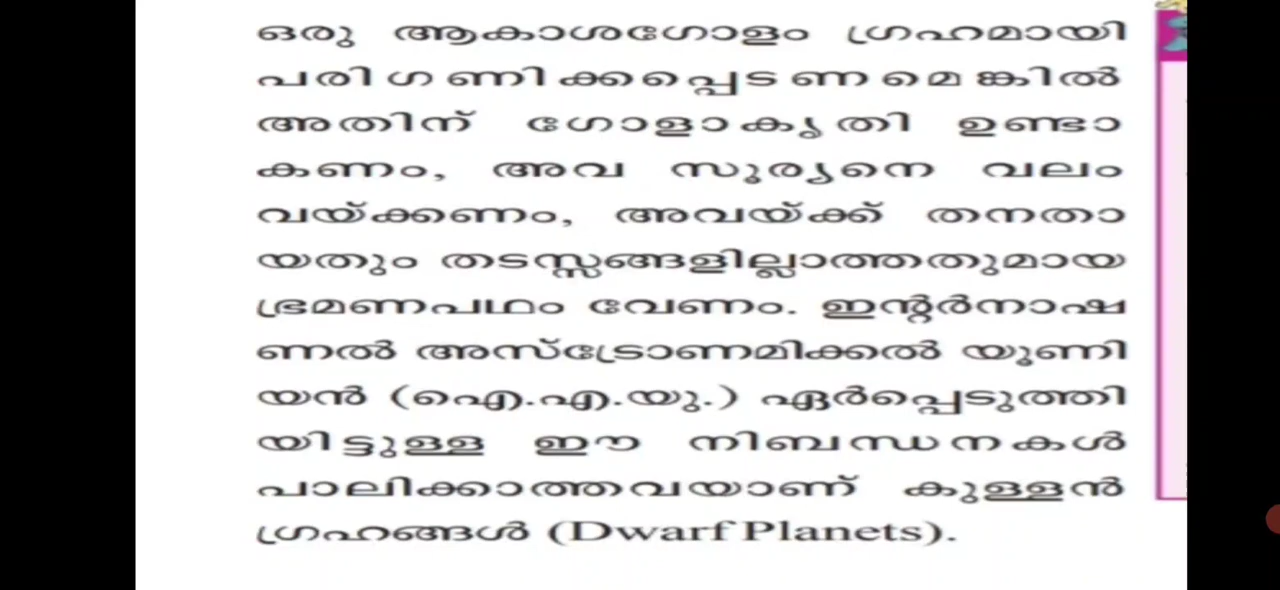 ഒരു ആകാശഗോളം ഗ്രഹമായി
പരിഗണിക്കപ്പെടണമെങ്കിൽ
അതിന് ഗോളാകൃതി ഉണ്ടാ
കണം, അവ സൂര്യനെ വലം
വയ്ക്കണം, അവയ്ക്ക് തനതാ
യതും തടസ്സങ്ങളില്ലാത്തതുമായ
ഭ്രമണപഥം വേണം. ഇന്റർനാഷ
ണൽ അസ്ട്രോണമിക്കൽ യൂണി
യൻ (ഐ.എ.യു.) ഏർപ്പെടുത്തി
യിട്ടുള്ള ഈ നിബന്ധനകൾ
പാലിക്കാത്തവയാണ് കുള്ളൻ
ഗ്രഹങ്ങൾ (Dwarf Planets).